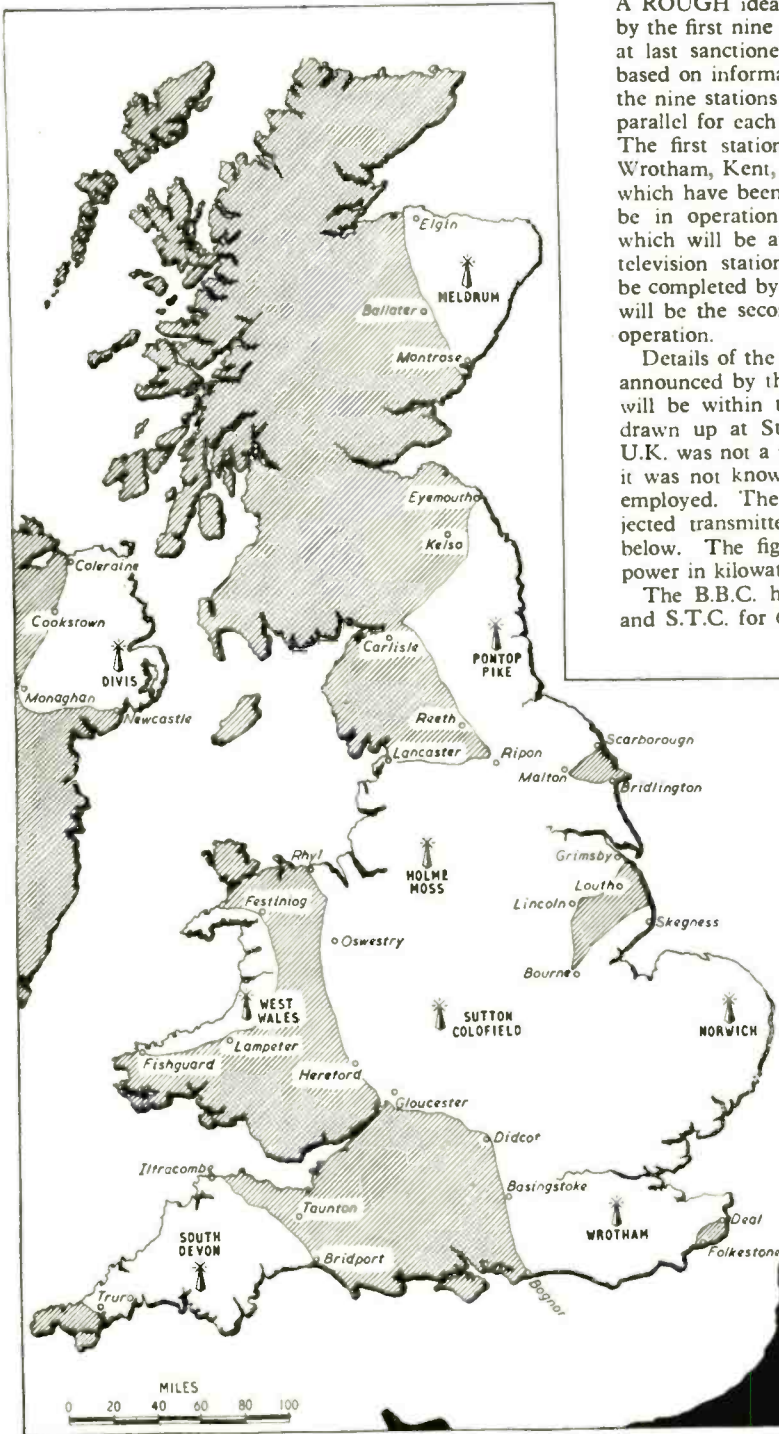 A ROUGH idea
by the first nine
at last sanctione
based on informa
the nine stations
parallel for each
The first station
Wrotham, Kent,
which have been
be in operation
which will be a
television station
be completed by
will be the secon
operation.
Details of the
announced by th
will be within t
drawn up at St
U.K. was not a
it was not know
employed. The
jected transmitte
below. The fig
power in kilowat
The B.B.C. h
and S.T.C. for
Elgin
MELDRUM
Ballater
Montrose
Eyemouth
Kelso
Coleraine
Cookstown
DIVIS
Monaghan
Newcastle
Carlisle
PONTOP
PIKE
Reeth
Lancaster
Ripon
Scarborough
Malton
Bridlington
Rhyl
HOLME
MOSS
Grimsby
Loutho
Lincoln
Festiniog
Skegness
Oswestry
Bourne
WEST
WALES
SUTTON
COLOFIELD
NORWICH
Lampeter
Fishguard
Hereford
Gloucester
Didcot
Iltracombe
Basingstoke
Taunton
Deal
SOUTH
DEVON
WROTHAM
Folkestone
Bridport
Bognor
Truro
MILES
0 20 40 60 80 100